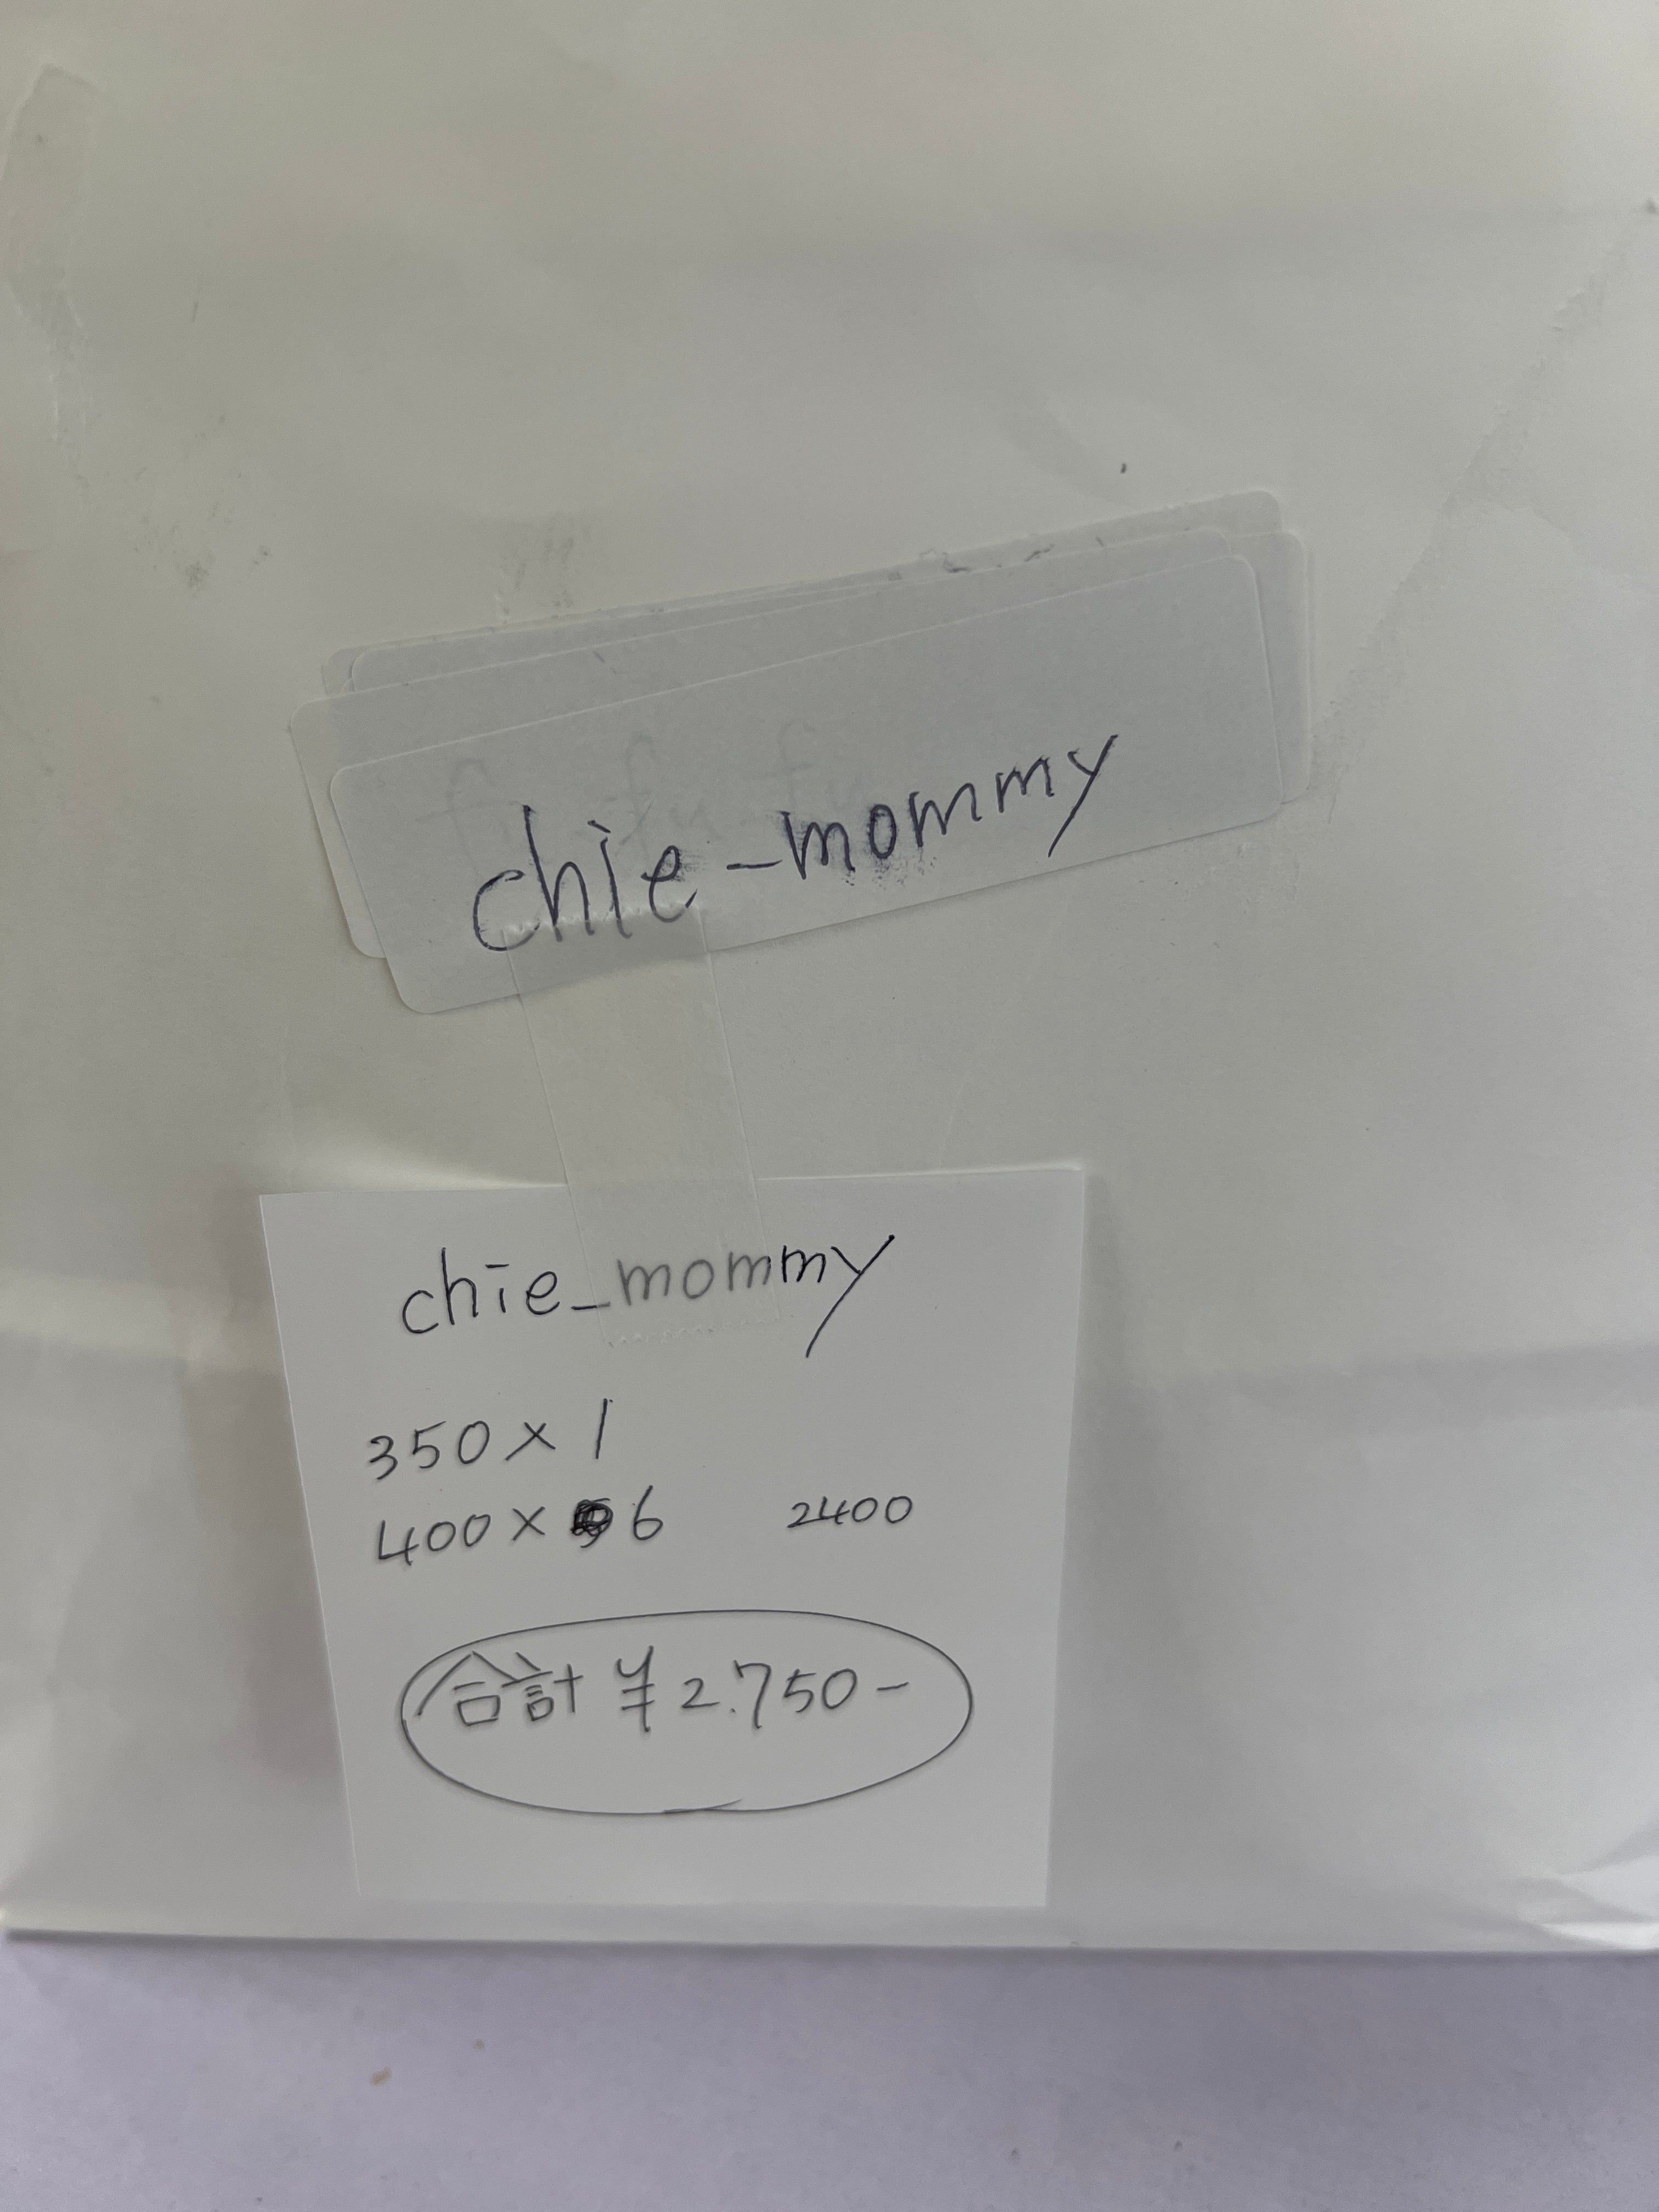 chie_mommy
chie_mommy
350×1
400×6 2400
合計 ¥2.750-